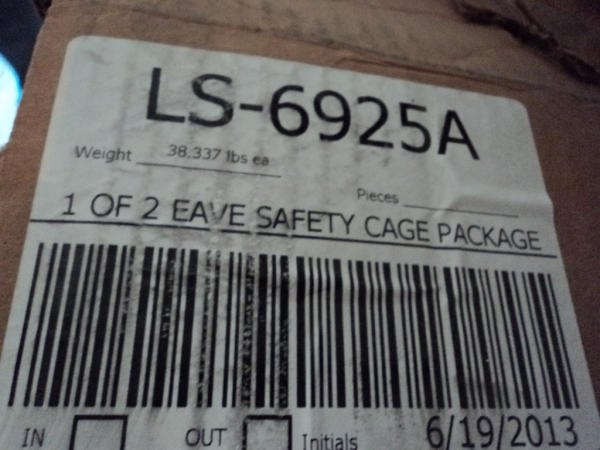 LS-6925A
Weight 38.337 lbs ea
Pieces
1 OF 2 EAVE SAFETY CAGE PACKAGE
IN OUT Initials 6/19/2013